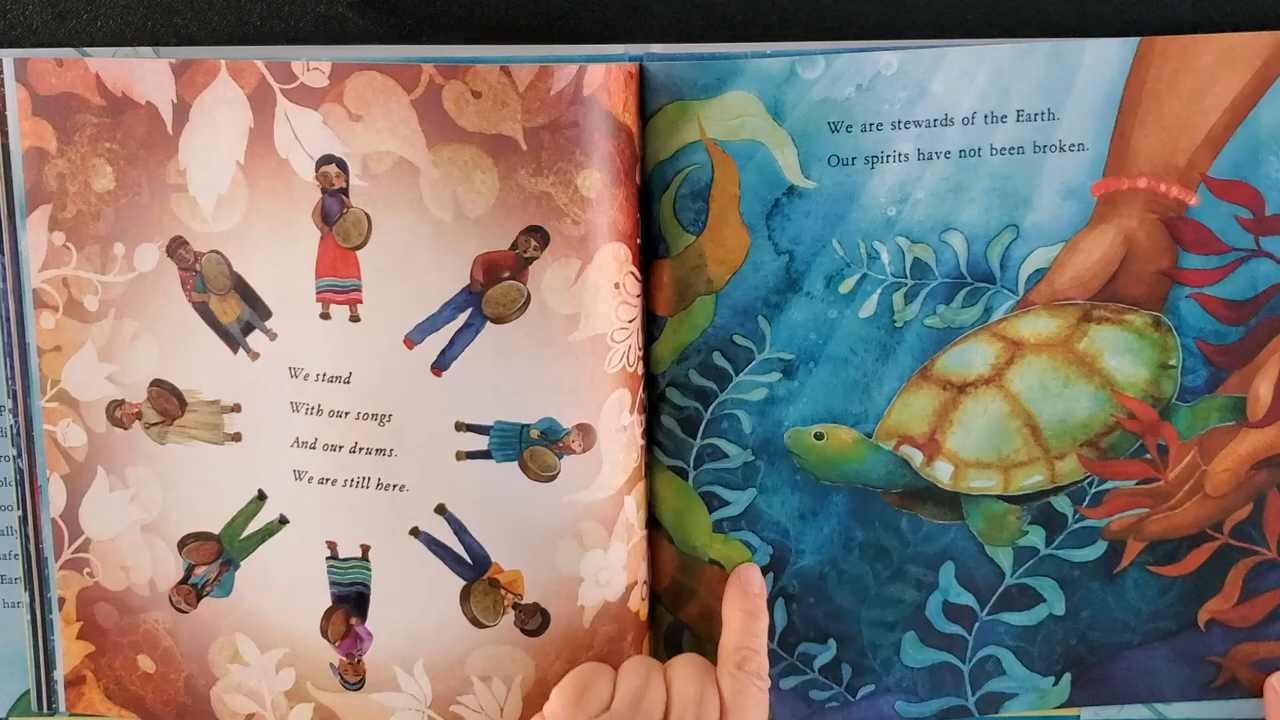 We stand
With our songs
And our drums.
We are still here.
We are stewards of the Earth.
Our spirits have not been broken.